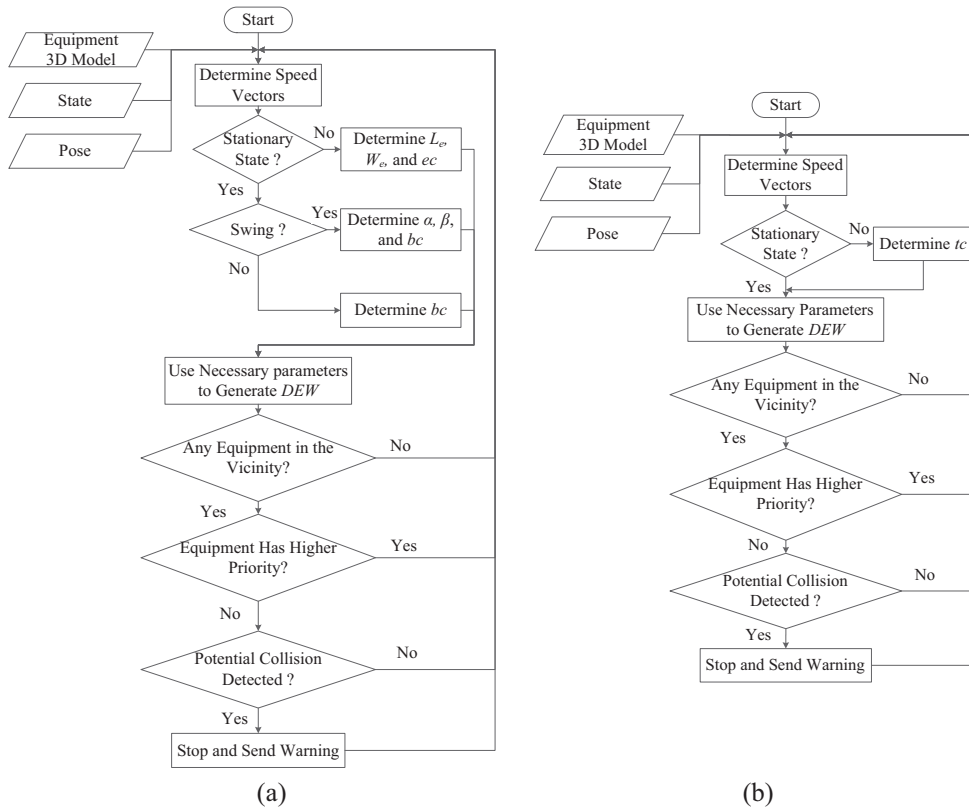 Start
Equipment
3D Model
State
Pose
Determine Speed
Vectors
Stationary
State ?
No
Determine Le,
We, and ec
Yes
Swing ?
Yes
Determine α, β,
and bc
No
Determine bc
Use Necessary parameters
to Generate DEW
Any Equipment in the
Vicinity?
No
Yes
Equipment Has Higher
Priority?
Yes
No
Potential Collision
Detected ?
No
Yes
Stop and Send Warning
(a)
Start
Equipment
3D Model
State
Pose
Determine Speed
Vectors
Stationary
State ?
No
Determine tc
Yes
Use Necessary Parameters
to Generate DEW
Any Equipment in the
Vicinity?
No
Yes
Equipment Has Higher
Priority?
Yes
No
Potential Collision
Detected ?
No
Yes
Stop and Send Warning
(b)